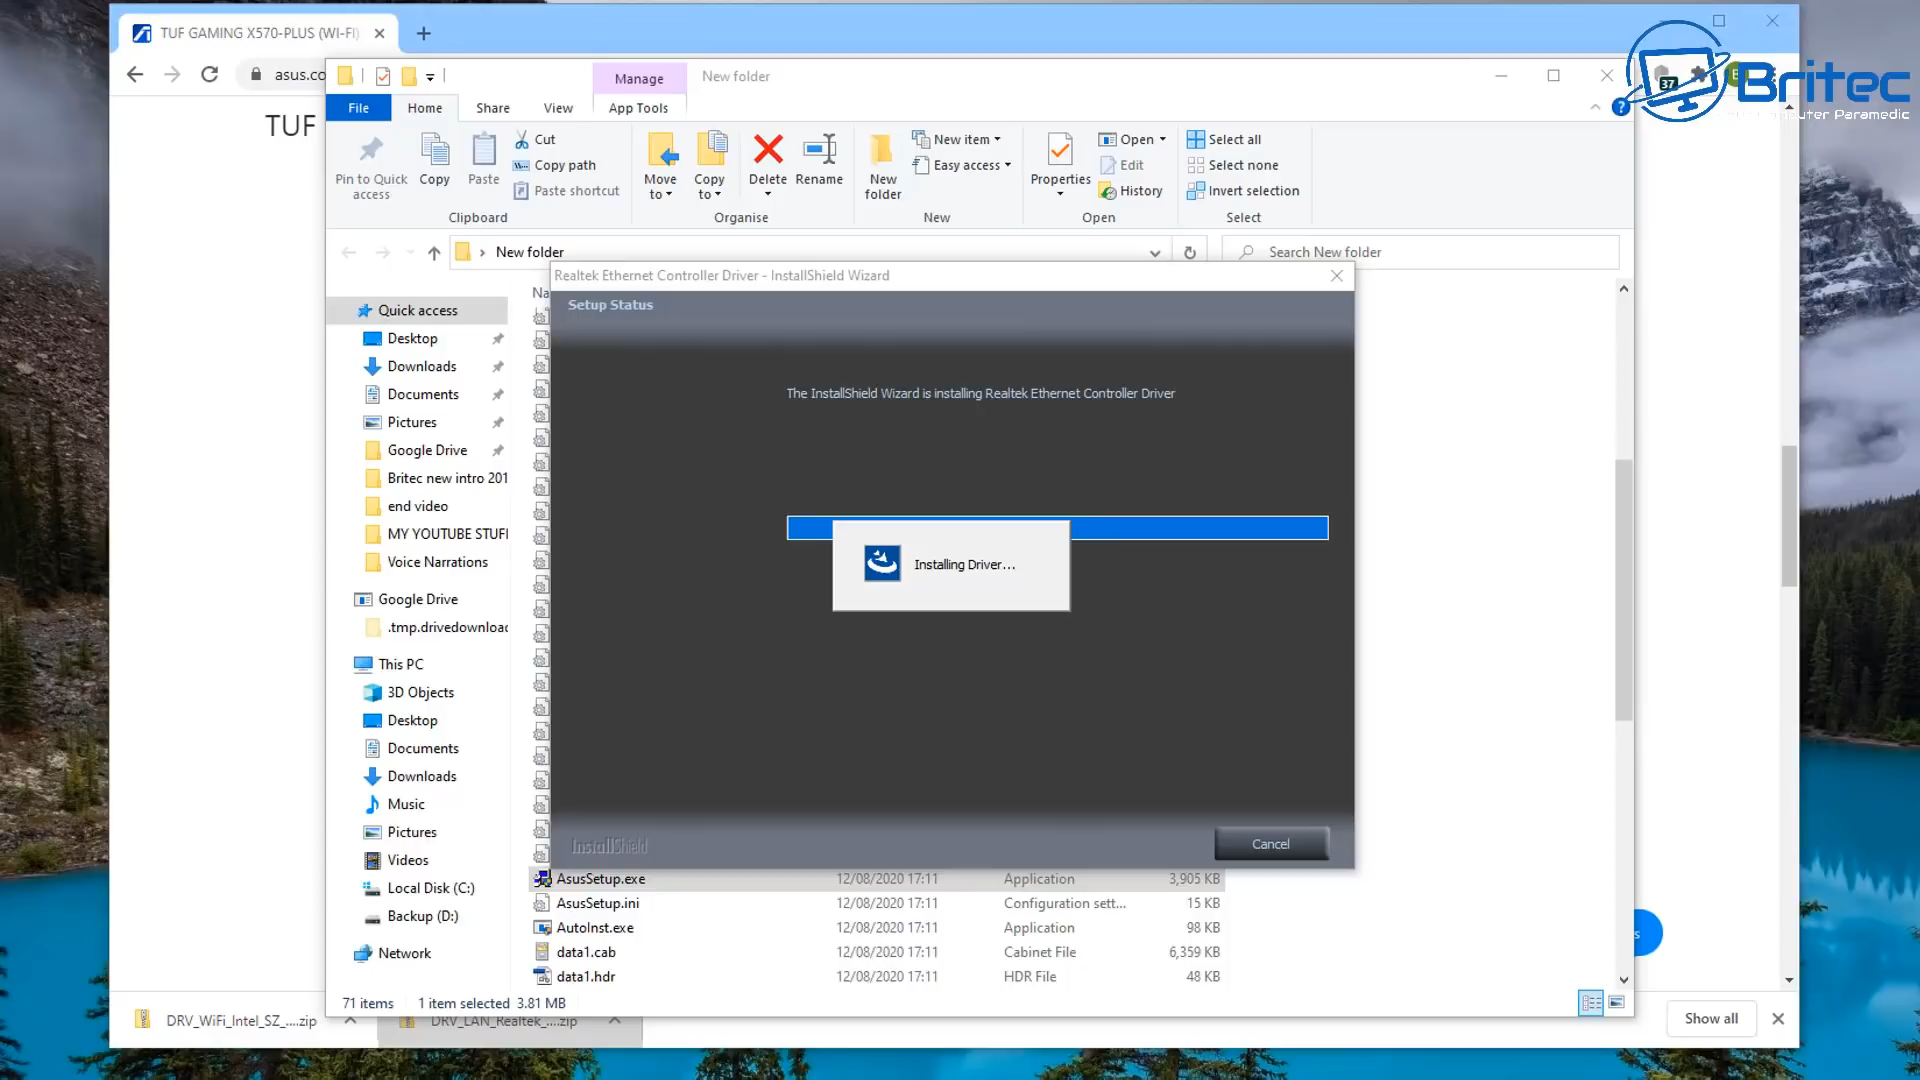 TUF GAMING X570-PLUS (WI-FI)
asus.co
37
Britec
TUF
Manage
New folder
File
Home
Share
View
App Tools
Pin to Quick access
Copy
Paste
Cut
Copy path
Paste shortcut
Clipboard
Move to
Copy to
Delete
Rename
Organise
New folder
New item
Easy access
New
Properties
Open
Edit
History
Open
Select all
Select none
Invert selection
Select
New folder
Search New folder
Realtek Ethernet Controller Driver - InstallShield Wizard
Setup Status
The InstallShield Wizard is installing Realtek Ethernet Controller Driver
Installing Driver...
InstallShield
Cancel
Quick access
Desktop
Downloads
Documents
Pictures
Google Drive
Britec new intro 201
end video
MY YOUTUBE STUF
Voice Narrations
Google Drive
.tmp.drivedownload
This PC
3D Objects
Desktop
Documents
Downloads
Music
Pictures
Videos
Local Disk (C:)
Backup (D:)
Network
AsusSetup.exe 12/08/2020 17:11 Application 3,905 KB
AsusSetup.ini 12/08/2020 17:11 Configuration sett... 15 KB
AutoInst.exe 12/08/2020 17:11 Application 98 KB
data1.cab 12/08/2020 17:11 Cabinet File 6,359 KB
data1.hdr 12/08/2020 17:11 HDR File 48 KB
71 items 1 item selected 3.81 MB
DRV_WiFi_Intel_SZ_....zip
DRV_LAN_Realtek_....zip
Show all